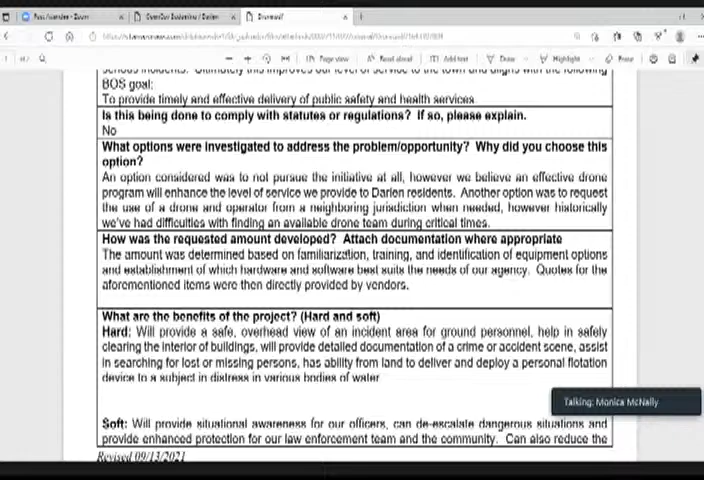 BOS goal:
To provide timely and effective delivery of public safety and health services
Is this being done to comply with statutes or regulations? If so, please explain.
No
What options were investigated to address the problem/opportunity? Why did you choose this
option?
An option considered was to not pursue the initiative at all, however we believe an effective drone
program will enhance the level of service we provide to Darien residents. Another option was to request
the use of a drone and operator from a neighboring jurisdiction when needed, however historically
we've had difficulties with finding an available drone team during critical times.
How was the requested amount developed? Attach documentation where appropriate
The amount was determined based on familiarization, training, and identification of equipment options
and establishment of which hardware and software best suits the needs of our agency. Quotes for the
aforementioned items were then directly provided by vendors.
What are the benefits of the project? (Hard and soft)
Hard: Will provide a safe, overhead view of an incident area for ground personnel, help in safely
clearing the interior of buildings, will provide detailed documentation of a crime or accident scene, assist
in searching for lost or missing persons, has ability from land to deliver and deploy a personal flotation
device to a subject in distress in various bodies of water
Talking: Monica McNally
Soft: Will provide situational awareness for our officers, can de-escalate dangerous situations and
provide enhanced protection for our law enforcement team and the community. Can also reduce the
Revised 09/13/2021